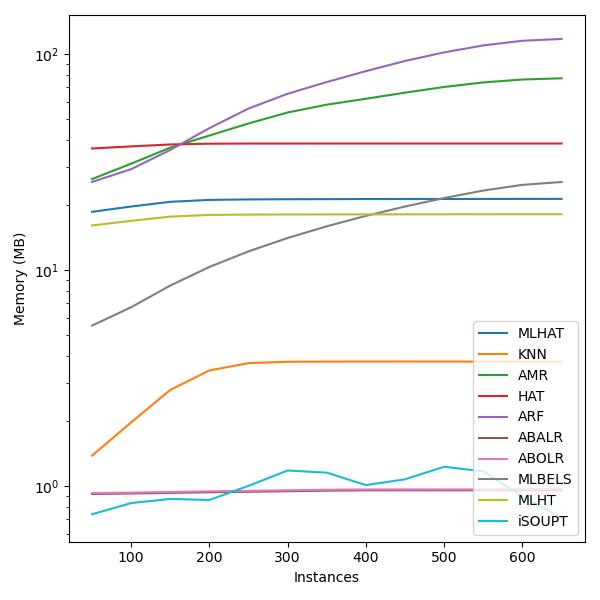 Memory (MB)
10²
10¹
10⁰
MLHAT
KNN
AMR
HAT
ARF
ABALR
ABOLR
MLBELS
MLHT
iSOUPT
100 200 300 400 500 600
Instances